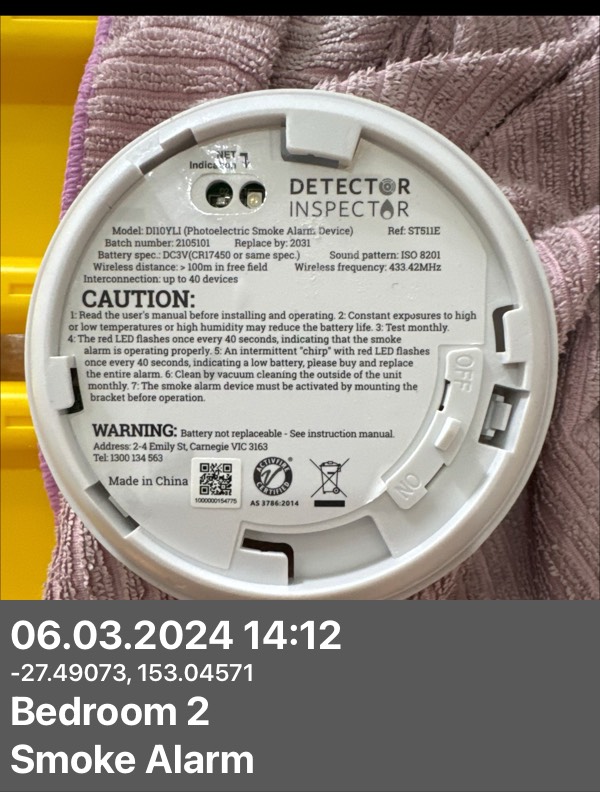 NET
Indication
DETECTOR
INSPECTOR
Model: DI10YLI (Photoelectric Smoke Alarm Device) Ref: ST511E
Batch number: 2105101 Replace by: 2031
Battery spec.: DC3V(CR17450 or same spec.) Sound pattern: ISO 8201
Wireless distance: > 100m in free field Wireless frequency: 433.42MHz
Interconnection: up to 40 devices
CAUTION:
1: Read the user's manual before installing and operating. 2: Constant exposures to high
or low temperatures or high humidity may reduce the battery life. 3: Test monthly.
4: The red LED flashes once every 40 seconds, indicating that the smoke
alarm is operating properly. 5: An intermittent "chirp" with red LED flashes
once every 40 seconds, indicating a low battery, please buy and replace
the entire alarm. 6: Clean by vacuum cleaning the outside of the unit
monthly. 7: The smoke alarm device must be activated by mounting the
bracket before operation.
OFF
ON
WARNING: Battery not replaceable - See instruction manual.
Address: 2-4 Emily St, Carnegie VIC 3163
Tel: 1300 134 563
Made in China
1000000154775
ACTIVFIRE
CERTIFIED
AS 3786:2014
06.03.2024 14:12
-27.49073, 153.04571
Bedroom 2
Smoke Alarm